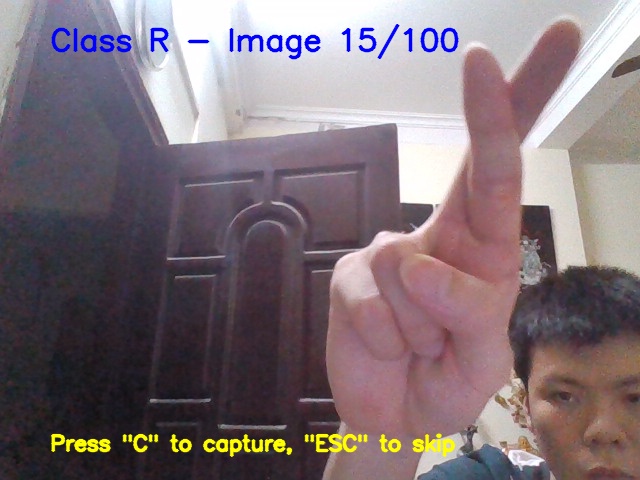 Class R - Image 15/100
Press "C" to capture, "ESC" to skip